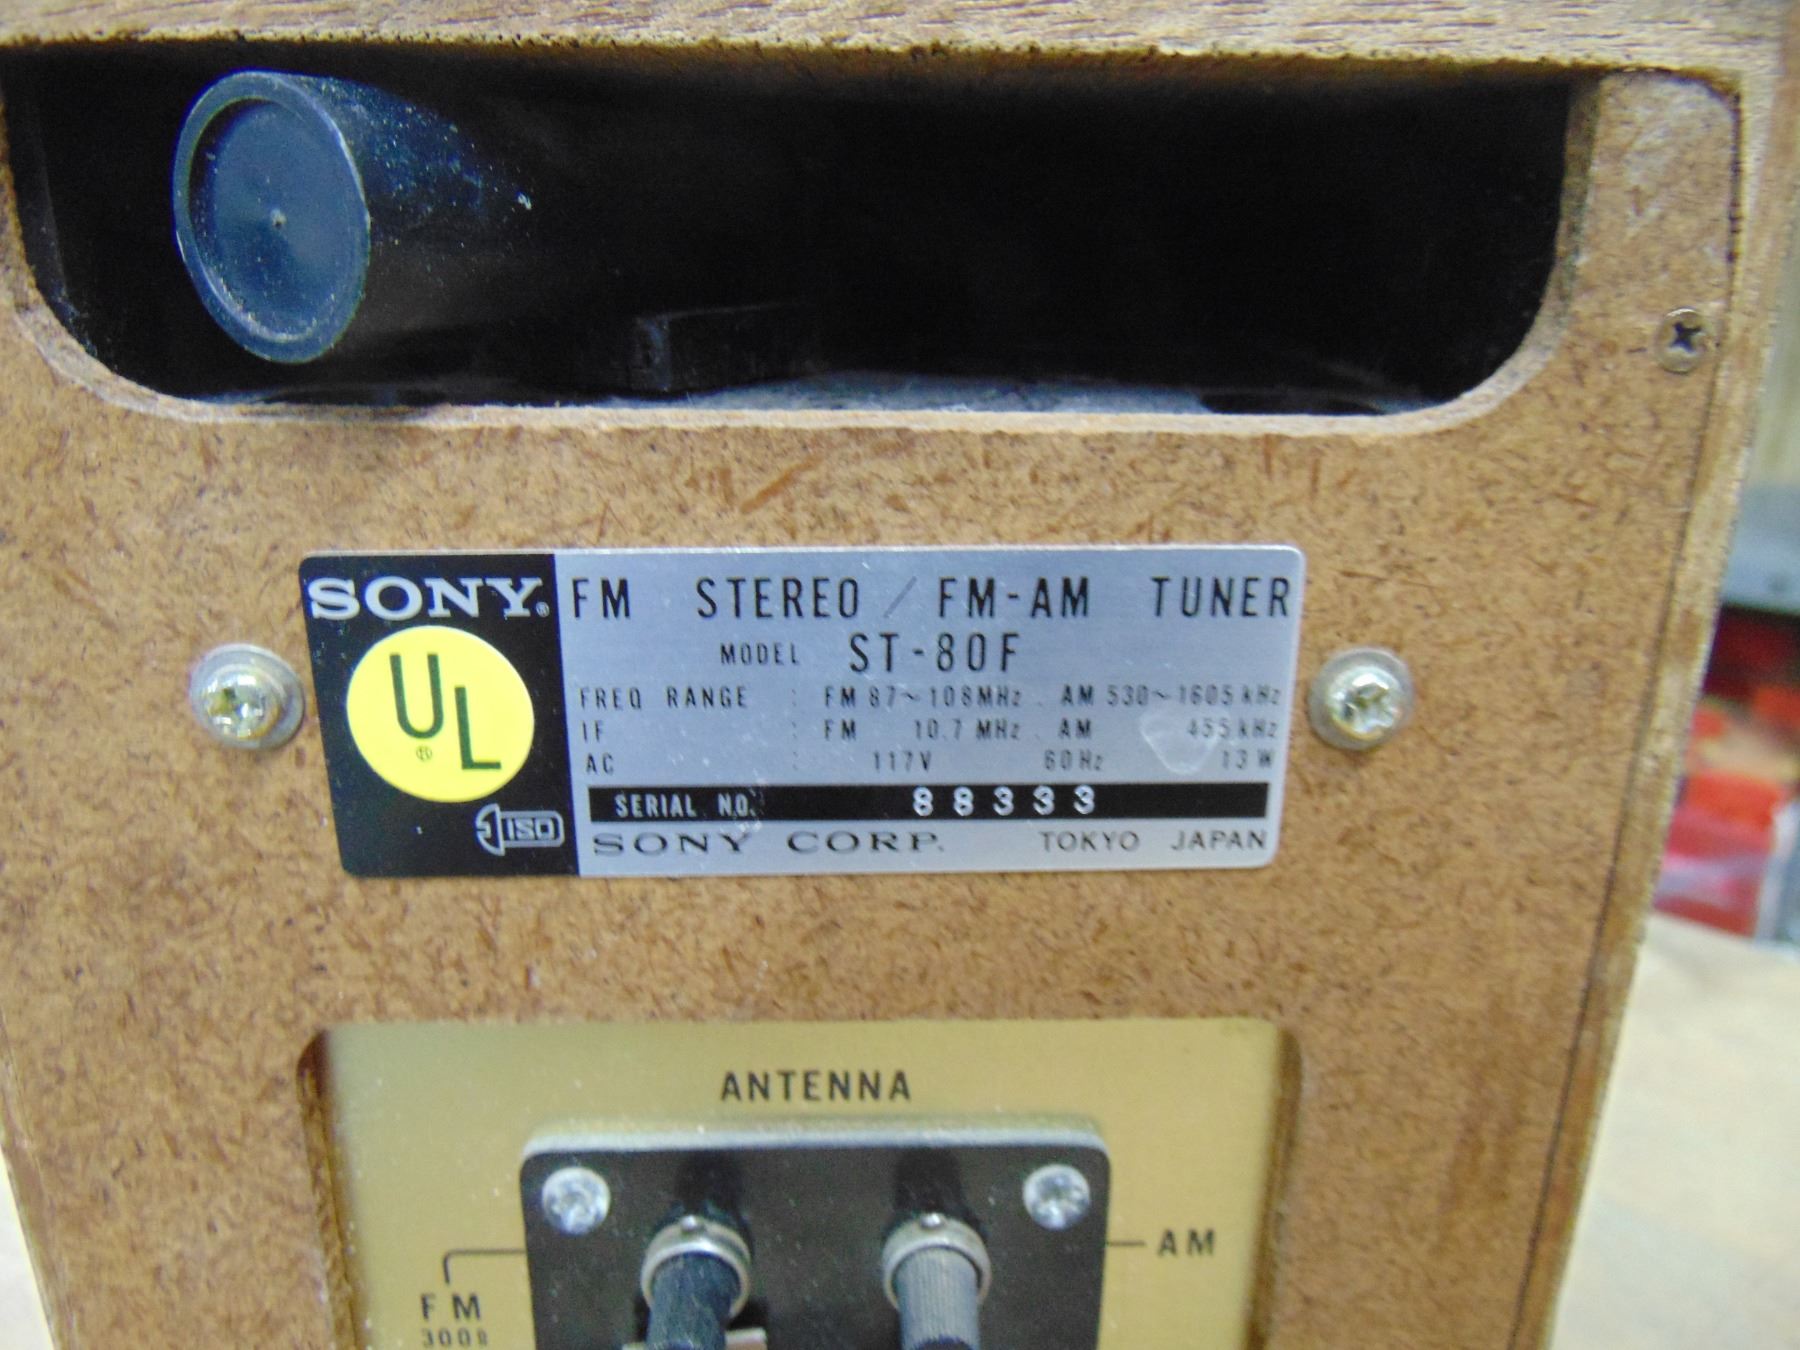 SONY®
UL®
ISO
FM STEREO / FM-AM TUNER
MODEL ST-80F
FREQ RANGE : FM 87~108MHz . AM 530~1605kHz
IF : FM 10.7 MHz . AM 455kHz
AC : 117V 60Hz 13W
SERIAL NO. 88333
SONY CORP. TOKYO JAPAN
ANTENNA
AM
FM